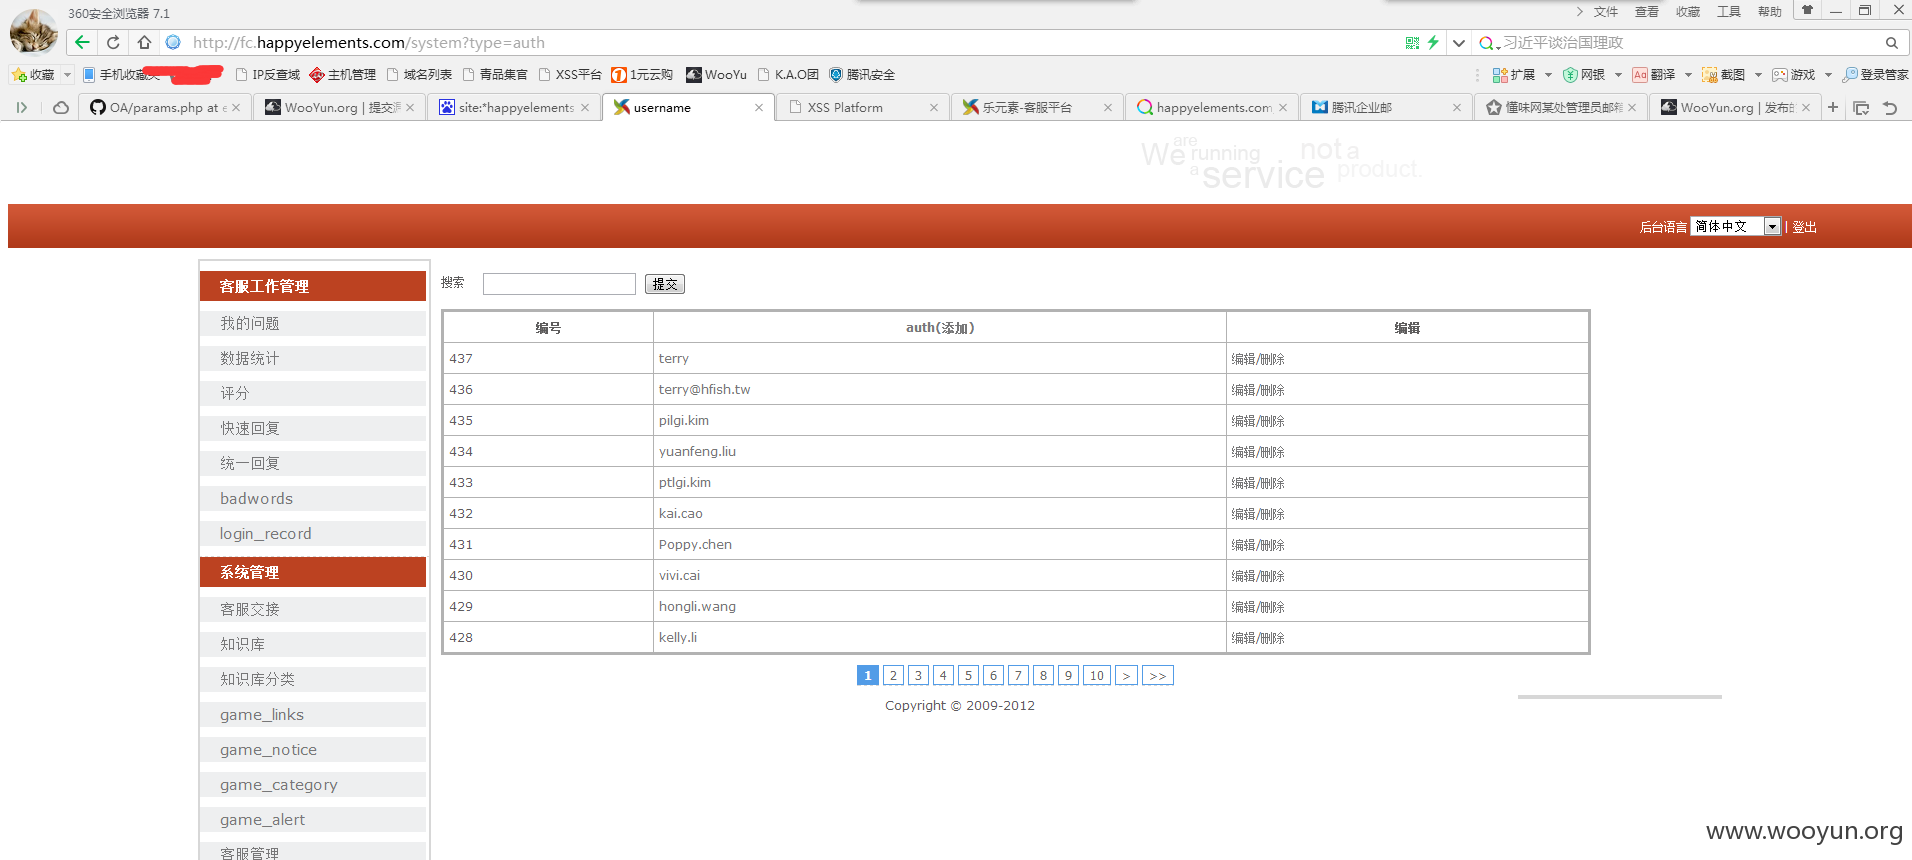 360安全浏览器 7.1
文件 查看 收藏 工具 帮助
http://fc.happyelements.com/system?type=auth
习近平谈治国理政
收藏 手机收藏夹 IP反查域 主机管理 域名列表 青品集官 XSS平台 1元云购 WooYu K.A.O团 腾讯安全 扩展 网银 翻译 截图 游戏 登录管家
OA/params.php at e WooYun.org | 提交 site:*happyelements username XSS Platform 乐元素-客服平台 happyelements.com 腾讯企业邮 懂味网某处管理员邮箱 WooYun.org | 发布的
We are running a service not a product.
后台语言 简体中文 | 登出
客服工作管理
我的问题
数据统计
评分
快速回复
统一回复
badwords
login_record
系统管理
客服交接
知识库
知识库分类
game_links
game_notice
game_category
game_alert
客服管理
搜索 提交
编号 auth(添加) 编辑
437 terry 编辑/删除
436 terry@hfish.tw 编辑/删除
435 pilgi.kim 编辑/删除
434 yuanfeng.liu 编辑/删除
433 ptlgi.kim 编辑/删除
432 kai.cao 编辑/删除
431 Poppy.chen 编辑/删除
430 vivi.cai 编辑/删除
429 hongli.wang 编辑/删除
428 kelly.li 编辑/删除
1 2 3 4 5 6 7 8 9 10 > >>
Copyright © 2009-2012
www.wooyun.org